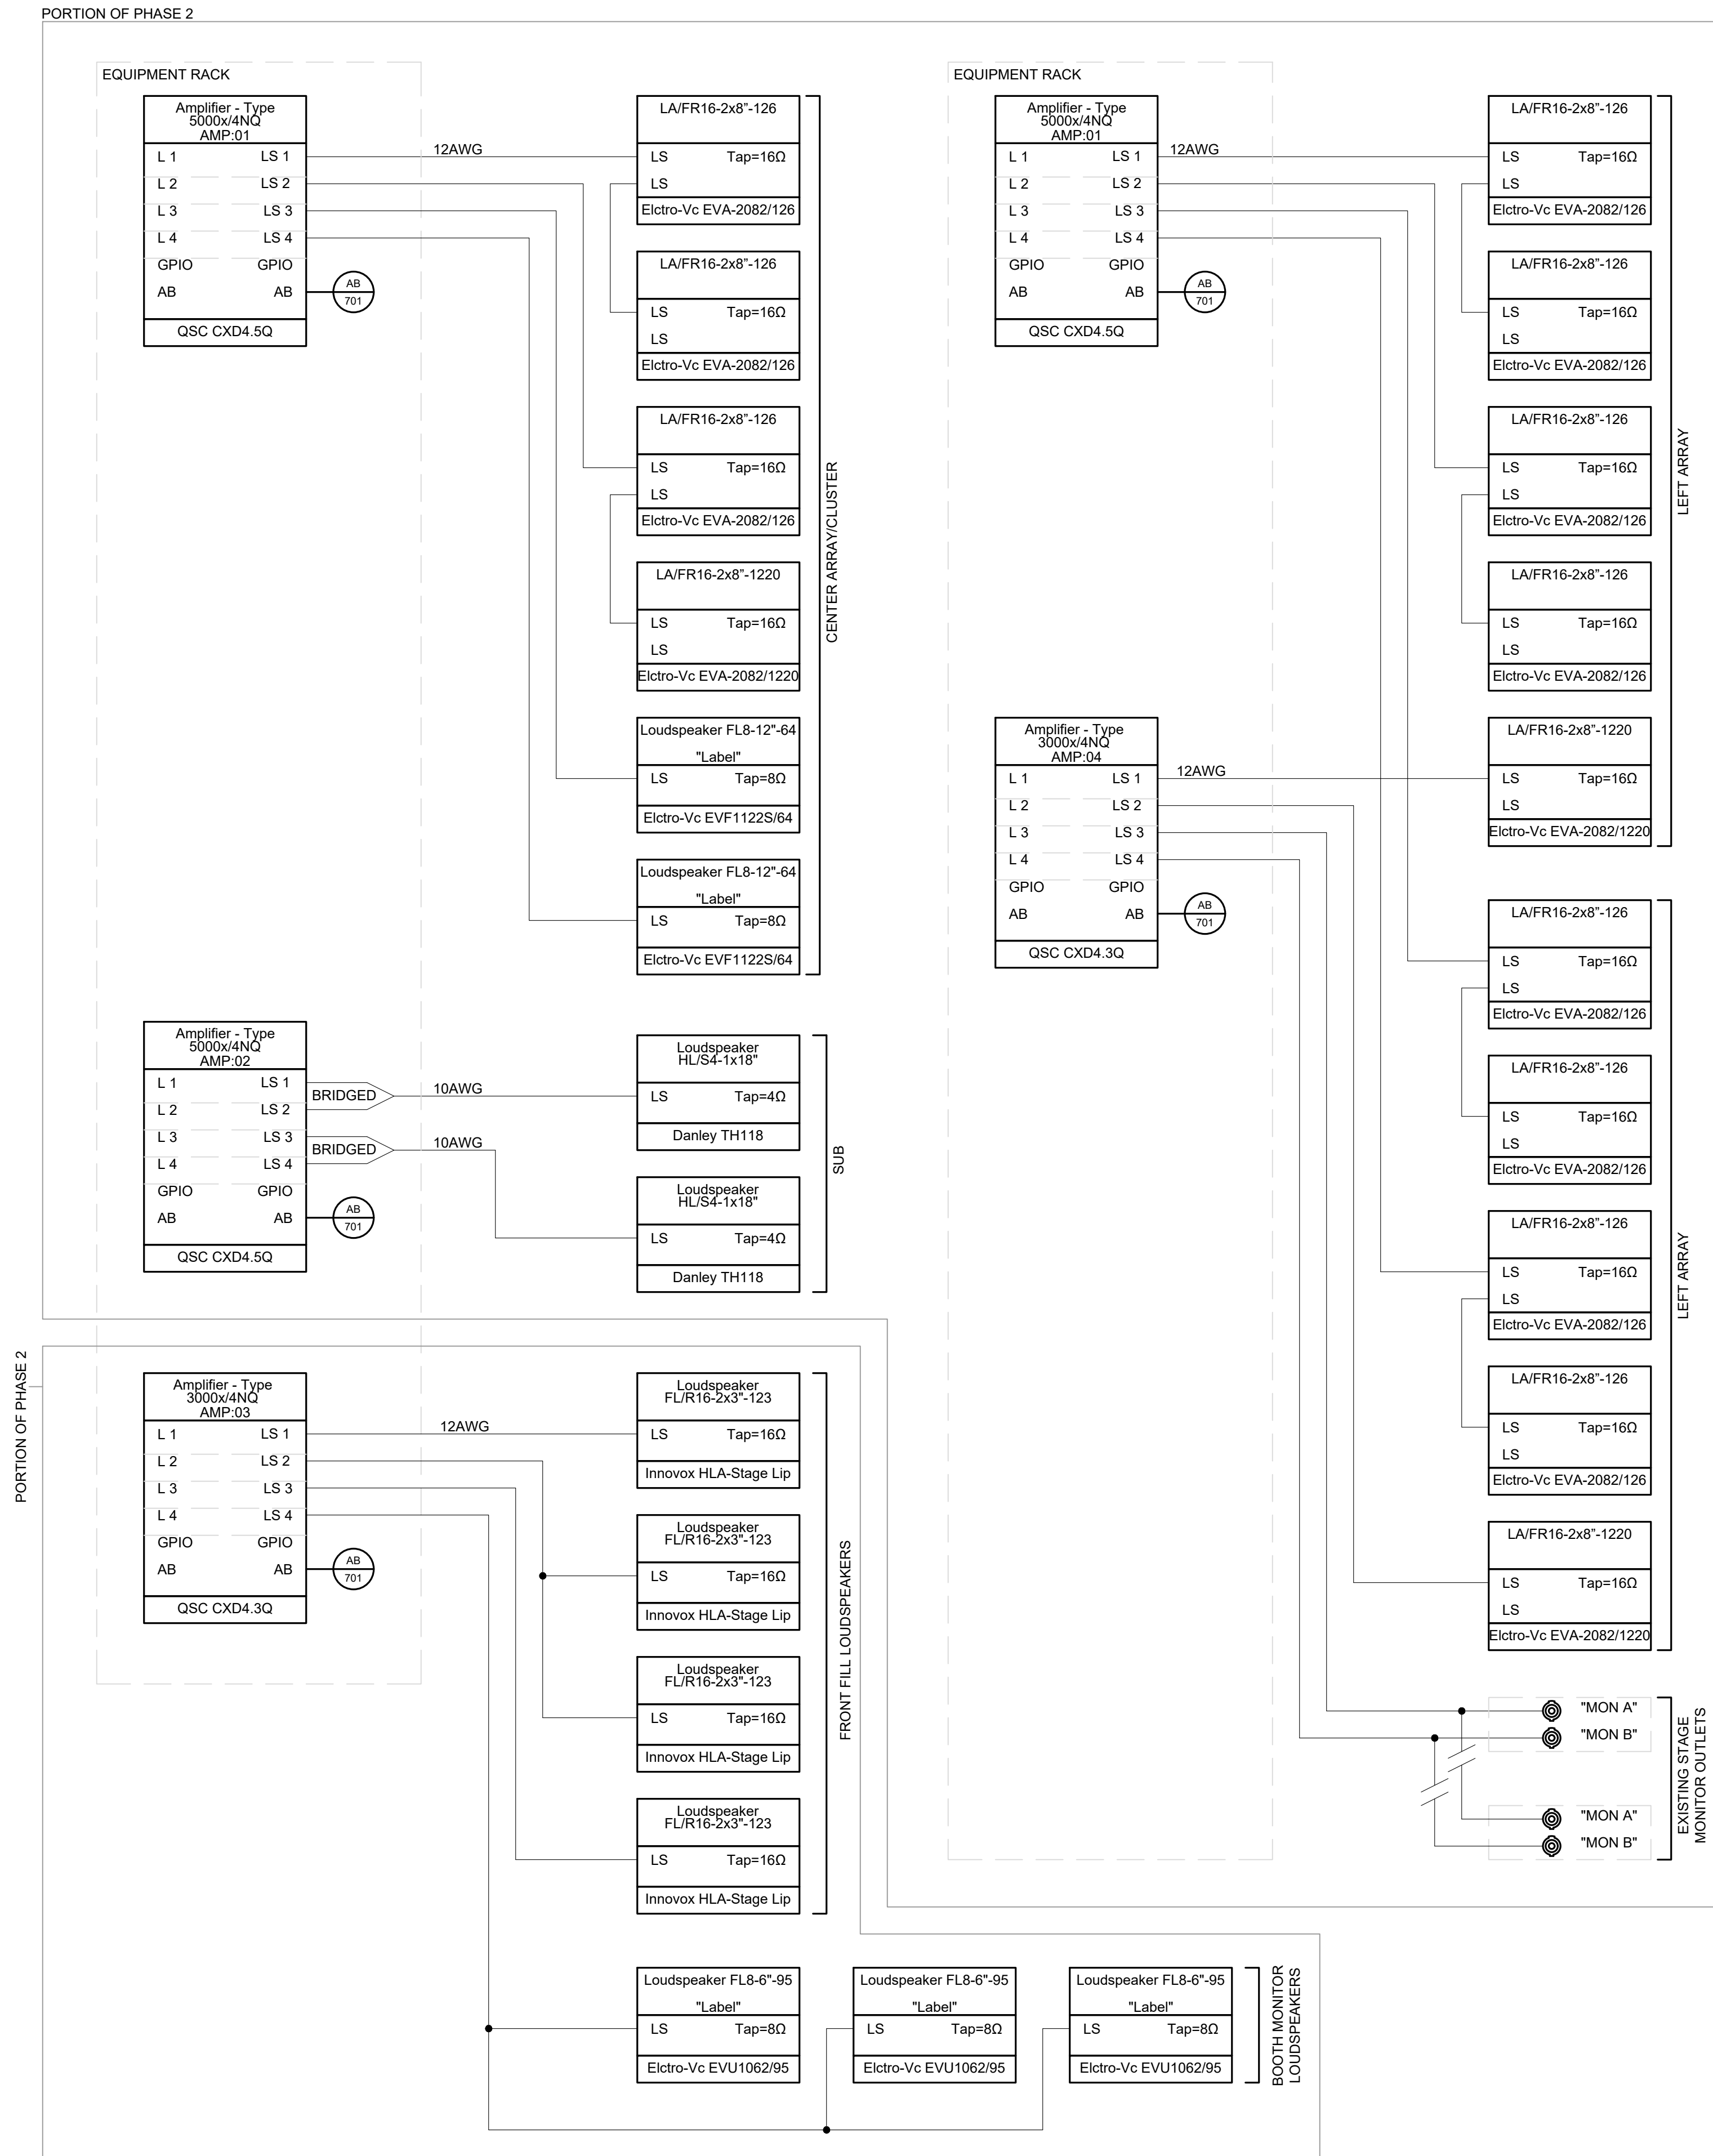 PORTION OF PHASE 2
EQUIPMENT RACK
Amplifier - Type
5000x/4NQ
AMP:01
L 1 LS 1
L 2 LS 2
L 3 LS 3
L 4 LS 4
GPIO GPIO
AB AB
QSC CXD4.5Q
AB
701
12AWG
LA/FR16-2x8”-126
LS Tap=16Ω
LS
Elctro-Vc EVA-2082/126
LA/FR16-2x8”-126
LS Tap=16Ω
LS
Elctro-Vc EVA-2082/126
LA/FR16-2x8”-126
LS Tap=16Ω
LS
Elctro-Vc EVA-2082/126
LA/FR16-2x8”-1220
LS Tap=16Ω
LS
Elctro-Vc EVA-2082/1220
Loudspeaker FL8-12"-64
"Label"
LS Tap=8Ω
Elctro-Vc EVF1122S/64
Loudspeaker FL8-12"-64
"Label"
LS Tap=8Ω
Elctro-Vc EVF1122S/64
CENTER ARRAY/CLUSTER
Amplifier - Type
5000x/4NQ
AMP:02
L 1 LS 1
L 2 LS 2
L 3 LS 3
L 4 LS 4
GPIO GPIO
AB AB
QSC CXD4.5Q
BRIDGED
BRIDGED
AB
701
10AWG
10AWG
Loudspeaker
HL/S4-1x18"
LS Tap=4Ω
Danley TH118
Loudspeaker
HL/S4-1x18"
LS Tap=4Ω
Danley TH118
SUB
PORTION OF PHASE 2
Amplifier - Type
3000x/4NQ
AMP:03
L 1 LS 1
L 2 LS 2
L 3 LS 3
L 4 LS 4
GPIO GPIO
AB AB
QSC CXD4.3Q
AB
701
12AWG
Loudspeaker
FL/R16-2x3"-123
LS Tap=16Ω
Innovox HLA-Stage Lip
Loudspeaker
FL/R16-2x3"-123
LS Tap=16Ω
Innovox HLA-Stage Lip
Loudspeaker
FL/R16-2x3"-123
LS Tap=16Ω
Innovox HLA-Stage Lip
Loudspeaker
FL/R16-2x3"-123
LS Tap=16Ω
Innovox HLA-Stage Lip
FRONT FILL LOUDSPEAKERS
Loudspeaker FL8-6"-95
"Label"
LS Tap=8Ω
Elctro-Vc EVU1062/95
Loudspeaker FL8-6"-95
"Label"
LS Tap=8Ω
Elctro-Vc EVU1062/95
Loudspeaker FL8-6"-95
"Label"
LS Tap=8Ω
Elctro-Vc EVU1062/95
BOOTH MONITOR
LOUDSPEAKERS
EQUIPMENT RACK
Amplifier - Type
5000x/4NQ
AMP:01
L 1 LS 1
L 2 LS 2
L 3 LS 3
L 4 LS 4
GPIO GPIO
AB AB
QSC CXD4.5Q
AB
701
12AWG
LA/FR16-2x8”-126
LS Tap=16Ω
LS
Elctro-Vc EVA-2082/126
LA/FR16-2x8”-126
LS Tap=16Ω
LS
Elctro-Vc EVA-2082/126
LA/FR16-2x8”-126
LS Tap=16Ω
LS
Elctro-Vc EVA-2082/126
LA/FR16-2x8”-126
LS Tap=16Ω
LS
Elctro-Vc EVA-2082/126
LA/FR16-2x8”-1220
LS Tap=16Ω
LS
Elctro-Vc EVA-2082/1220
LEFT ARRAY
Amplifier - Type
3000x/4NQ
AMP:04
L 1 LS 1
L 2 LS 2
L 3 LS 3
L 4 LS 4
GPIO GPIO
AB AB
QSC CXD4.3Q
AB
701
12AWG
LA/FR16-2x8”-126
LS Tap=16Ω
LS
Elctro-Vc EVA-2082/126
LA/FR16-2x8”-126
LS Tap=16Ω
LS
Elctro-Vc EVA-2082/126
LA/FR16-2x8”-126
LS Tap=16Ω
LS
Elctro-Vc EVA-2082/126
LA/FR16-2x8”-126
LS Tap=16Ω
LS
Elctro-Vc EVA-2082/126
LA/FR16-2x8”-1220
LS Tap=16Ω
LS
Elctro-Vc EVA-2082/1220
LEFT ARRAY
"MON A"
"MON B"
"MON A"
"MON B"
EXISTING STAGE
MONITOR OUTLETS